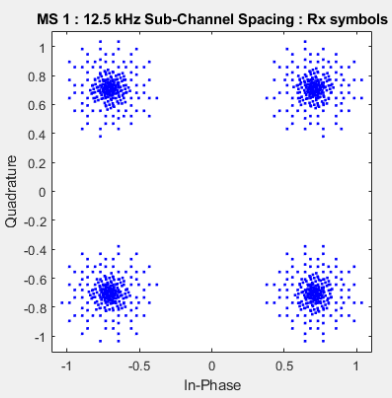 MS 1 : 12.5 kHz Sub-Channel Spacing : Rx symbols
1
0.8
0.6
0.4
0.2
0
-0.2
-0.4
-0.6
-0.8
-1
Quadrature
-1 -0.5 0 0.5 1
In-Phase